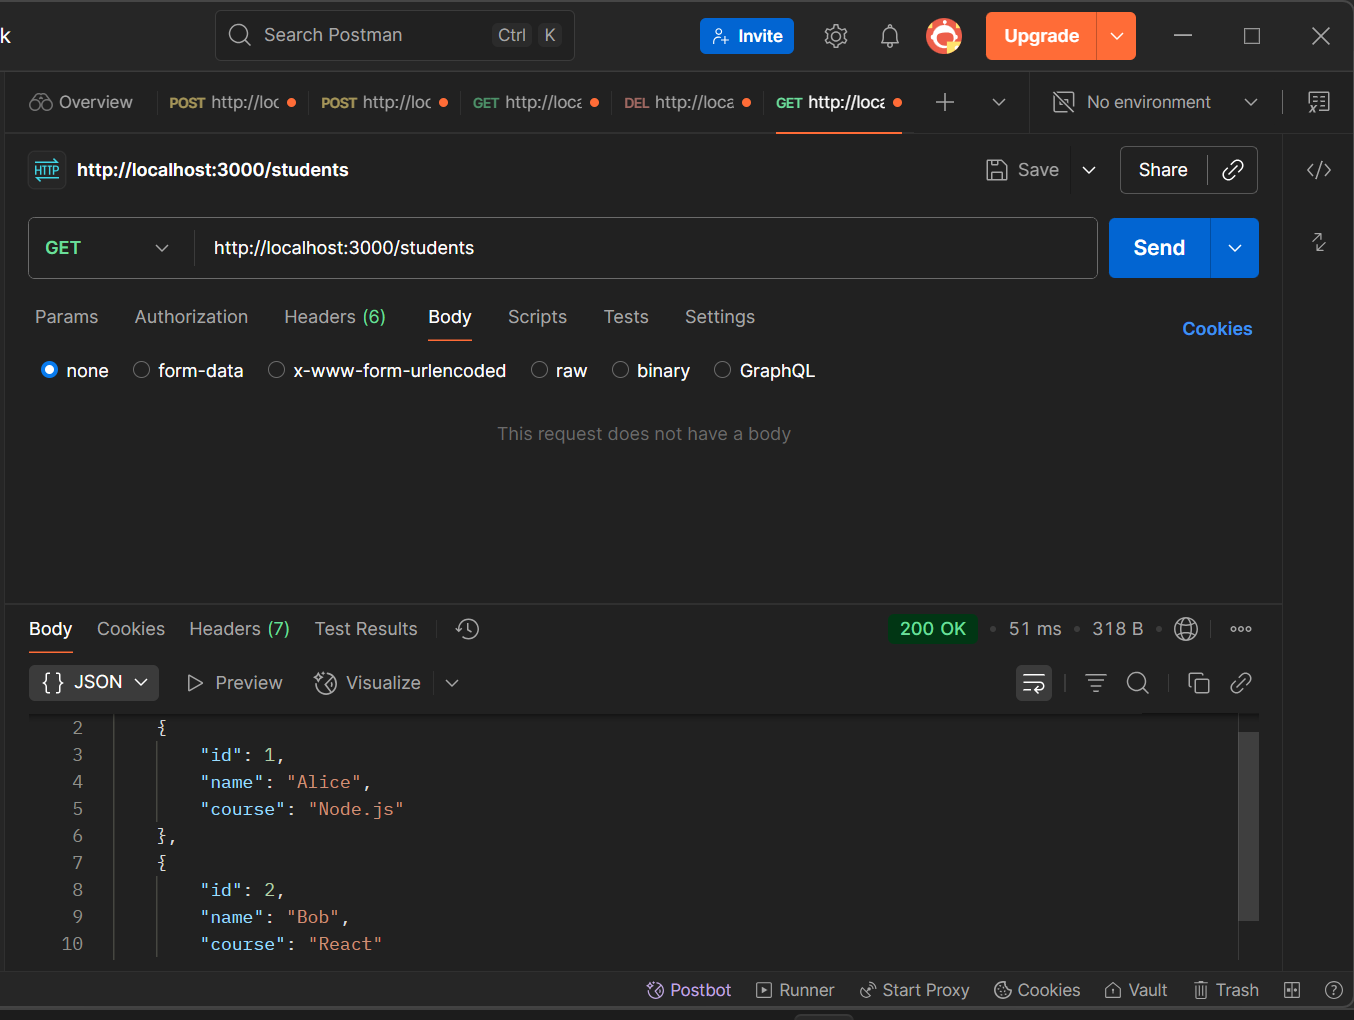 k
Search Postman Ctrl K Invite Upgrade
Overview POST http://loc POST http://loc GET http://loca DEL http://loca GET http://loca No environment
HTTP http://localhost:3000/students Save Share
GET http://localhost:3000/students Send
Params Authorization Headers (6) Body Scripts Tests Settings Cookies
none form-data x-www-form-urlencoded raw binary GraphQL
This request does not have a body
Body Cookies Headers (7) Test Results 200 OK • 51 ms • 318 B •
{} JSON Preview Visualize
2 {
3 "id": 1,
4 "name": "Alice",
5 "course": "Node.js"
6 },
7 {
8 "id": 2,
9 "name": "Bob",
10 "course": "React"
Postbot Runner Start Proxy Cookies Vault Trash